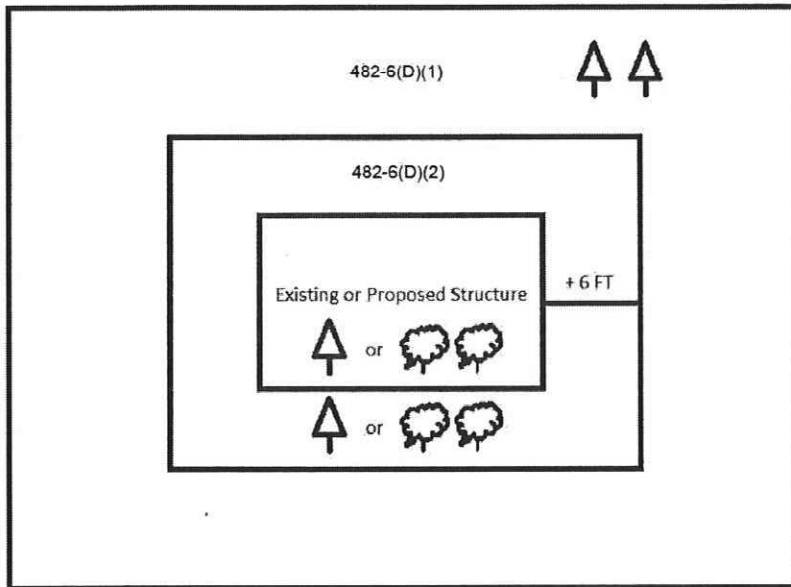 482-6(D)(1)
482-6(D)(2)
+ 6 FT
Existing or Proposed Structure
or
or